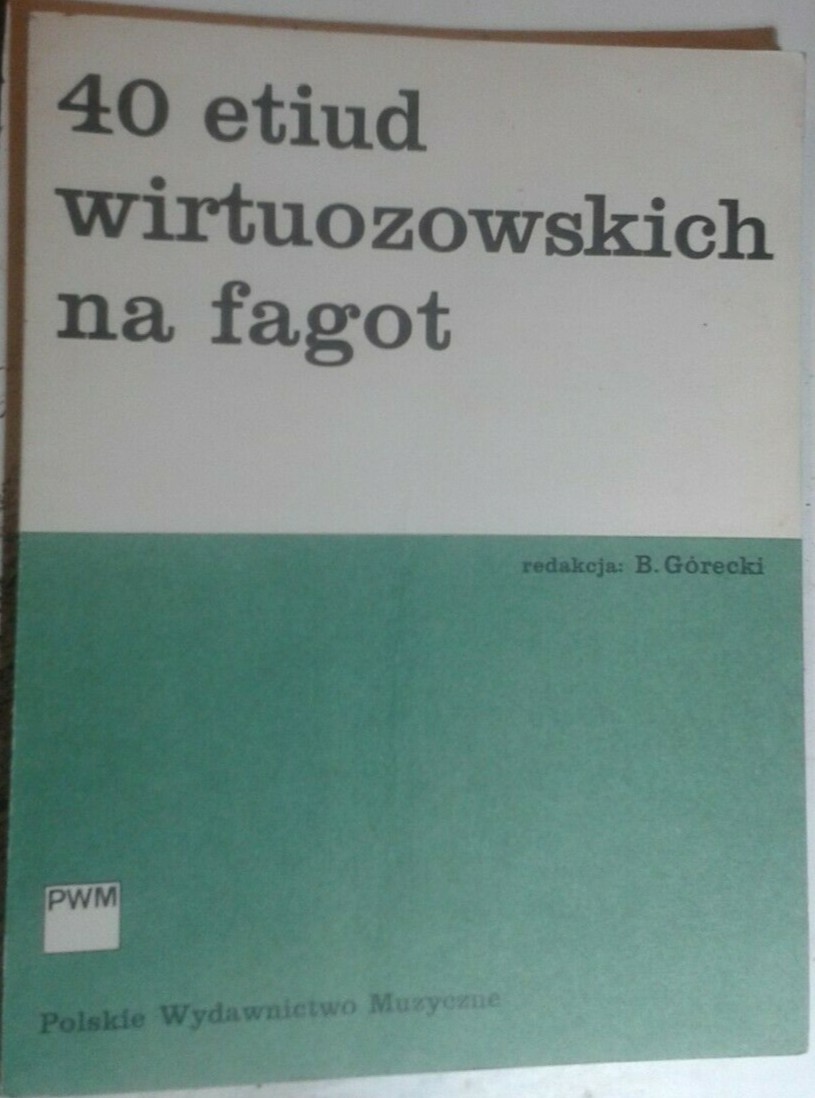 40 etiud
wirtuozowskich
na fagot
redakcja: B. Górecki
PWM
Polskie Wydawnictwo Muzyczne